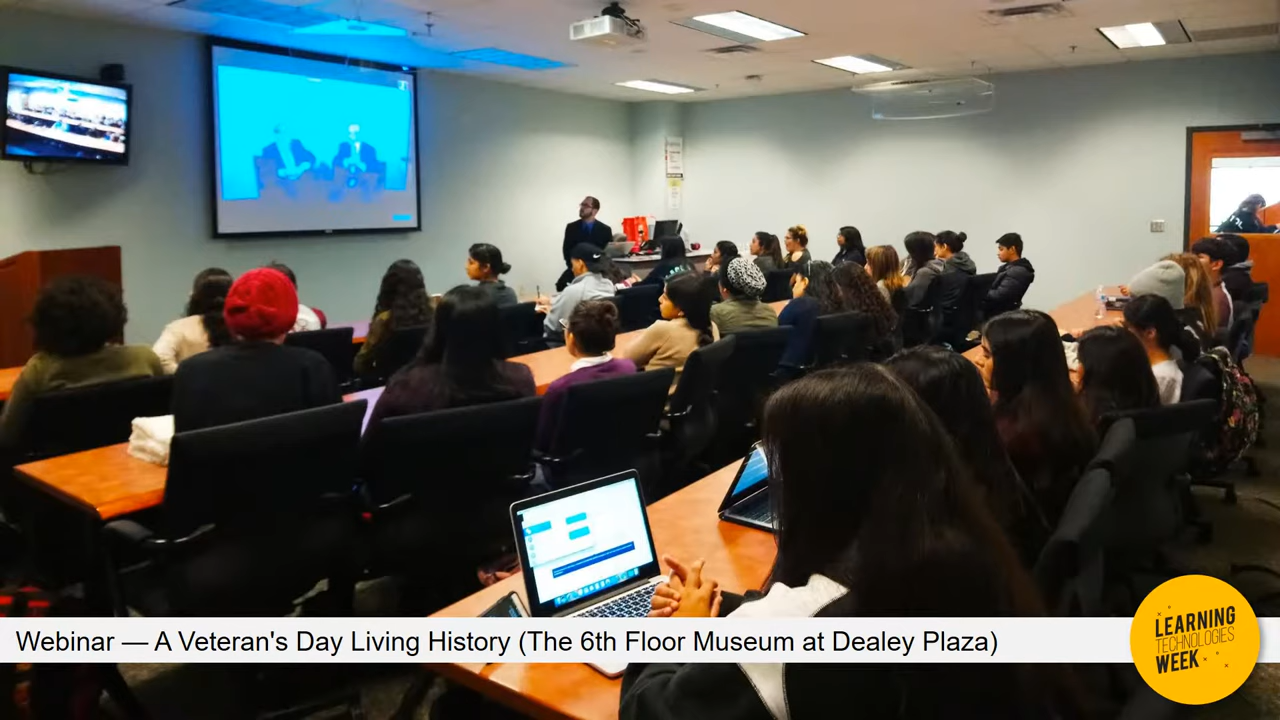 Webinar — A Veteran's Day Living History (The 6th Floor Museum at Dealey Plaza)
LEARNING
TECHNOLOGIES
WEEK